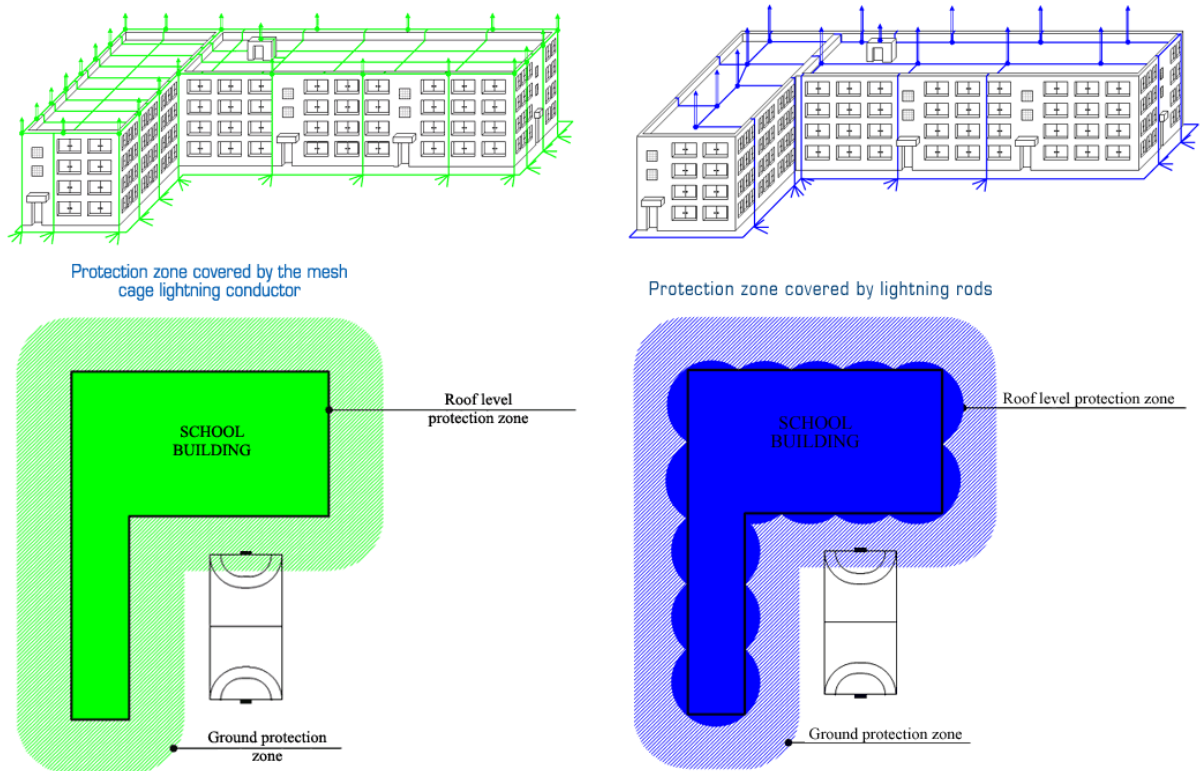 Protection zone covered by the mesh
cage lightning conductor
Protection zone covered by lightning rods
Roof level
protection zone
SCHOOL
BUILDING
Ground protection
zone
Roof level protection zone
SCHOOL
BUILDING
Ground protection zone